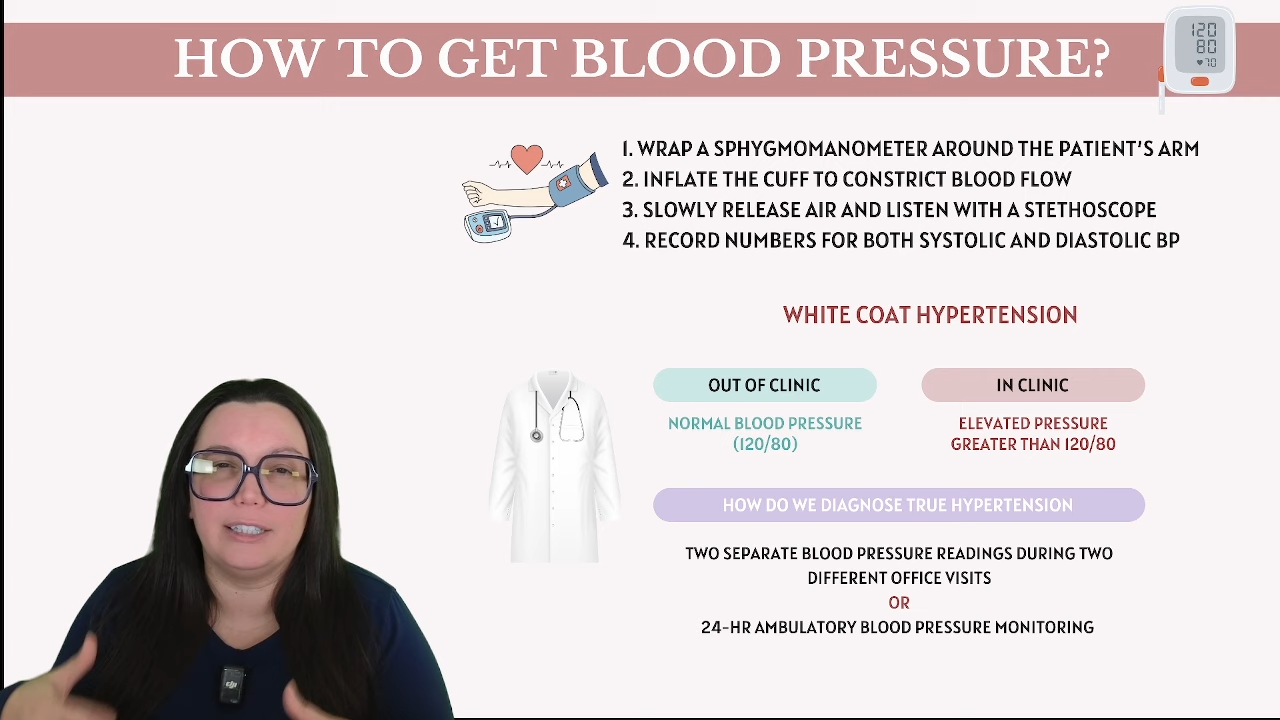 HOW TO GET BLOOD PRESSURE?
120
80
♥70
1. WRAP A SPHYGMOMANOMETER AROUND THE PATIENT'S ARM
2. INFLATE THE CUFF TO CONSTRICT BLOOD FLOW
3. SLOWLY RELEASE AIR AND LISTEN WITH A STETHOSCOPE
4. RECORD NUMBERS FOR BOTH SYSTOLIC AND DIASTOLIC BP
WHITE COAT HYPERTENSION
OUT OF CLINIC
NORMAL BLOOD PRESSURE
(120/80)
IN CLINIC
ELEVATED PRESSURE
GREATER THAN 120/80
HOW DO WE DIAGNOSE TRUE HYPERTENSION
TWO SEPARATE BLOOD PRESSURE READINGS DURING TWO
DIFFERENT OFFICE VISITS
OR
24-HR AMBULATORY BLOOD PRESSURE MONITORING
dji